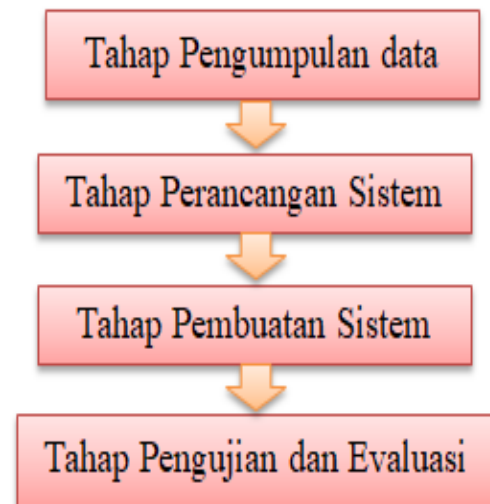 Tahap Pengumpulan data
Tahap Perancangan Sistem
Tahap Pembuatan Sistem
Tahap Pengujian dan Evaluasi